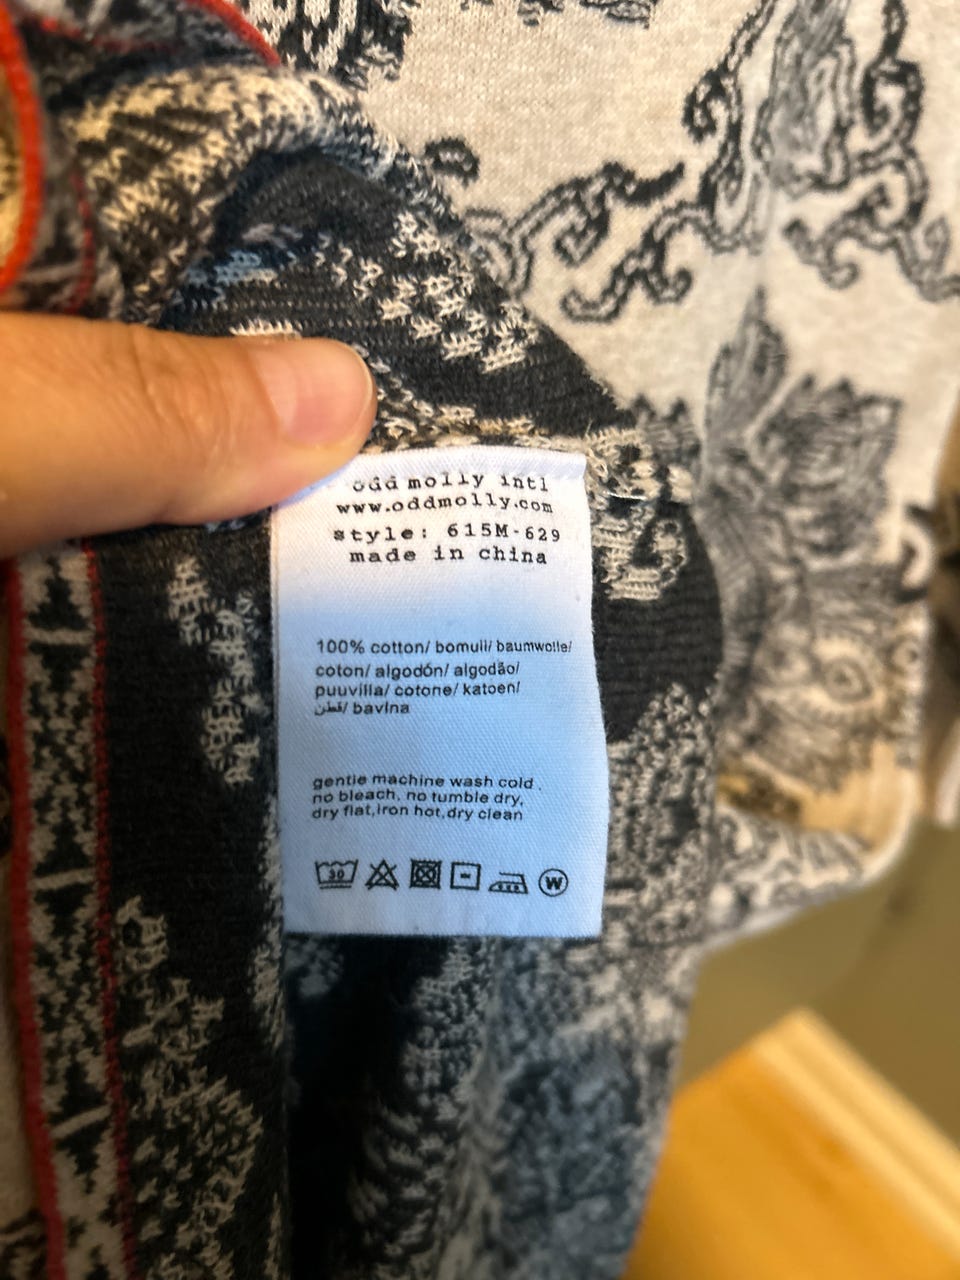 odd molly intl
www.oddmolly.com
style: 615M-629
made in china
100% cotton/ bomull/ baumwolle/
coton/ algodón/ algodão/
puuvilla/ cotone/ katoen/
قطن/ bavlna
gentle machine wash cold,
no bleach, no tumble dry,
dry flat,iron hot,dry clean
30 W